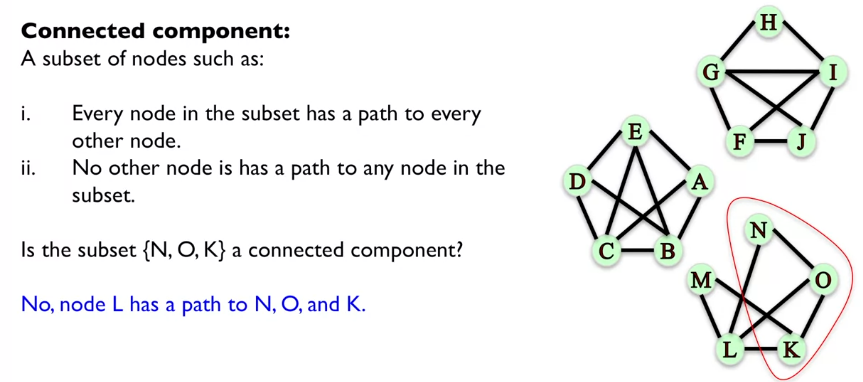 Connected component:
A subset of nodes such as:
i. Every node in the subset has a path to every
other node.
ii. No other node is has a path to any node in the
subset.
Is the subset {N, O, K} a connected component?
No, node L has a path to N, O, and K.
H
G I
F J
E
D A
C B
N
M O
L K